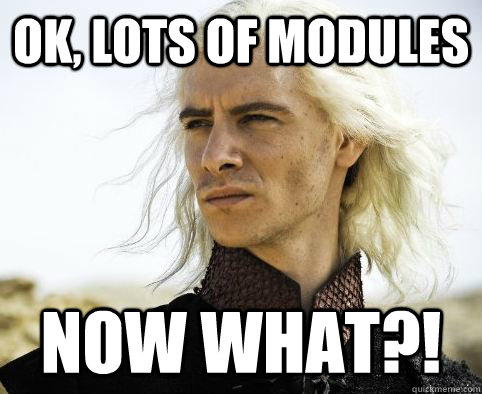 OK, LOTS OF MODULES
NOW WHAT?!
quickmeme.com